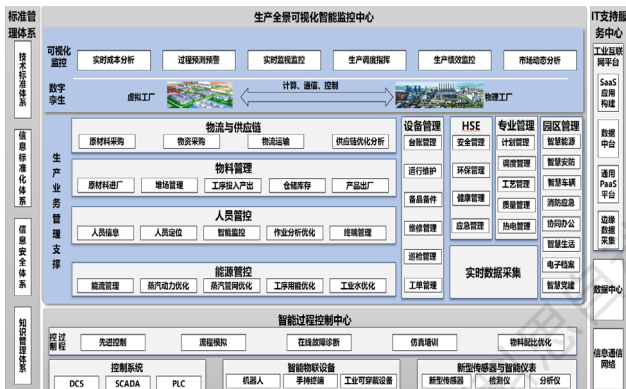 标准管理体系
技术标准体系
信息标准化体系
信息安全体系
知识管理体系
生产全景可视化智能监控中心
可视化监控
实时成本分析
过程预测预警
实时监视监控
生产调度指挥
生产绩效监控
市场动态分析
数字孪生
虚拟工厂
计算、通信、控制
物理工厂
生产业务管理支撑
物流与供应链
原材料采购
物资采购
物流运输
供应链优化分析
物料管理
原材料进厂
堆场管理
工序投入产出
仓储库存
产品出厂
人员管控
人员信息
人员定位
智能监控
作业分析优化
终端管理
能源管控
能流管理
蒸汽动力优化
蒸汽管网优化
工序用能优化
工业水优化
设备管理
台账管理
运行维护
备品备件
维修管理
巡检管理
工单管理
HSE
安全管理
环保管理
健康管理
应急管理
专业管理
计划管理
调度管理
工艺管理
质量管理
热电管理
实时数据采集
园区管理
智慧能源
智慧安防
智慧车辆
消防应急
协同办公
智慧生活
电子档案
智慧党建
智能过程控制中心
过程控制
先进控制
流程模拟
在线故障诊断
仿真培训
物料配比优化
控制系统
DCS
SCADA
PLC
智能物联设备
机器人
手持终端
工业可穿戴设备
新型传感器与智能仪表
新型传感器
检测仪
分析仪
IT支持服务中心
工业互联网平台
SaaS应用构建
数据中台
通用PaaS平台
边缘数据采集
数据中心
信息通信网络